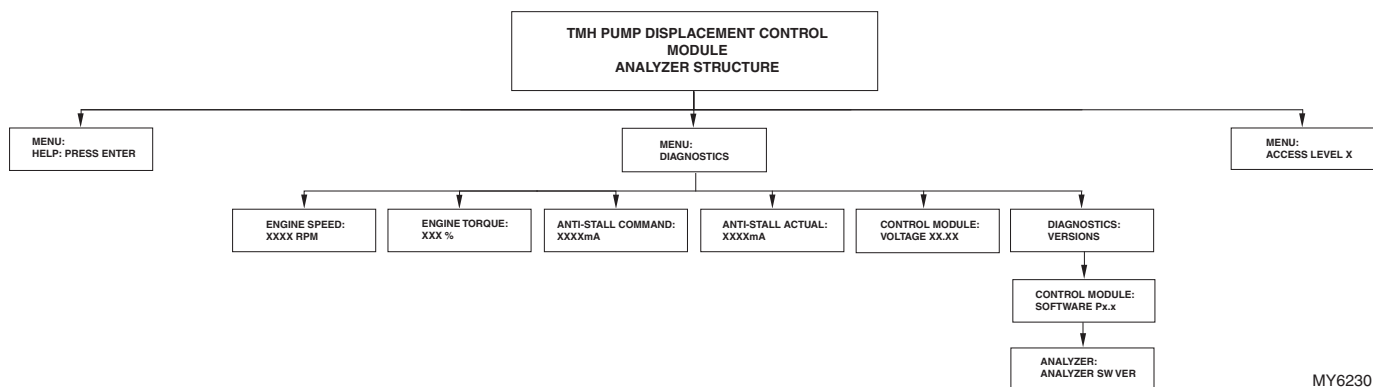 TMH PUMP DISPLACEMENT CONTROL
MODULE
ANALYZER STRUCTURE
MENU:
HELP: PRESS ENTER
MENU:
DIAGNOSTICS
MENU:
ACCESS LEVEL X
ENGINE SPEED:
XXXX RPM
ENGINE TORQUE:
XXX %
ANTI-STALL COMMAND:
XXXXmA
ANTI-STALL ACTUAL:
XXXXmA
CONTROL MODULE:
VOLTAGE XX.XX
DIAGNOSTICS:
VERSIONS
CONTROL MODULE:
SOFTWARE Px.x
ANALYZER:
ANALYZER SW VER
MY6230